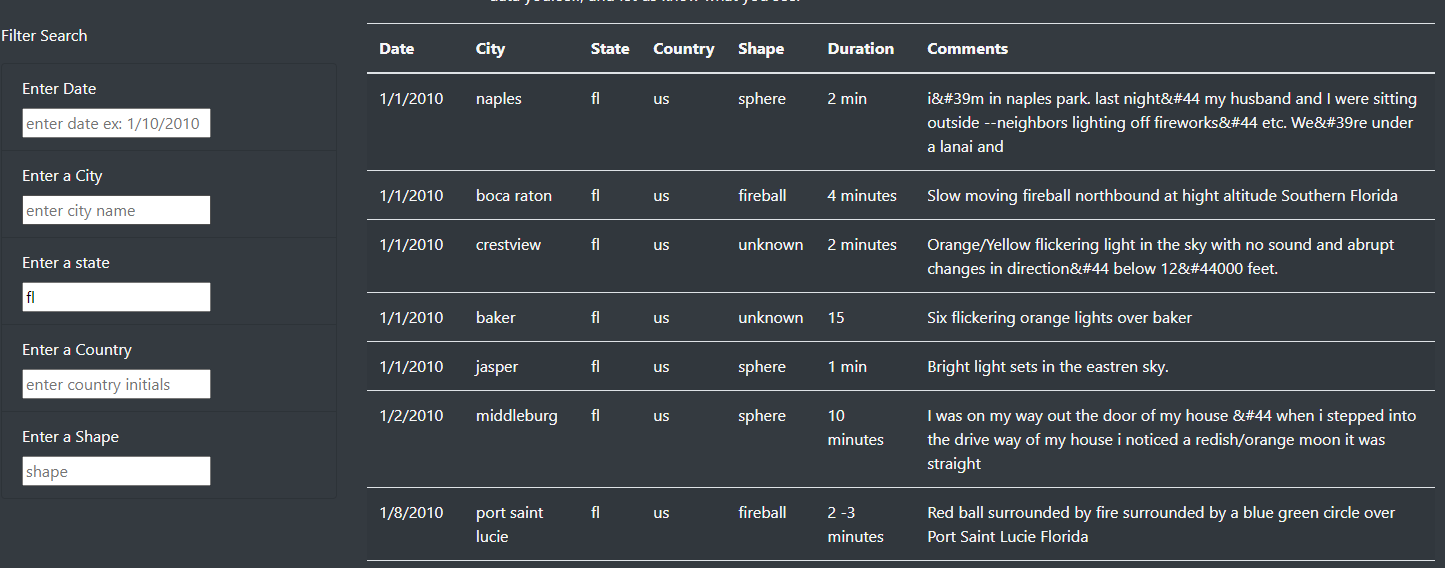 data yourself, and let us know what you see.
Filter Search
Enter Date
enter date ex: 1/10/2010
Enter a City
enter city name
Enter a state
fl
Enter a Country
enter country initials
Enter a Shape
shape
Date City State Country Shape Duration Comments
1/1/2010 naples fl us sphere 2 min i&#39m in naples park. last night&#44 my husband and I were sitting
outside --neighbors lighting off fireworks&#44 etc. We&#39re under
a lanai and
1/1/2010 boca raton fl us fireball 4 minutes Slow moving fireball northbound at hight altitude Southern Florida
1/1/2010 crestview fl us unknown 2 minutes Orange/Yellow flickering light in the sky with no sound and abrupt
changes in direction&#44 below 12&#44000 feet.
1/1/2010 baker fl us unknown 15 Six flickering orange lights over baker
1/1/2010 jasper fl us sphere 1 min Bright light sets in the eastren sky.
1/2/2010 middleburg fl us sphere 10 I was on my way out the door of my house &#44 when i stepped into
minutes the drive way of my house i noticed a redish/orange moon it was
straight
1/8/2010 port saint fl us fireball 2 -3 Red ball surrounded by fire surrounded by a blue green circle over
lucie minutes Port Saint Lucie Florida